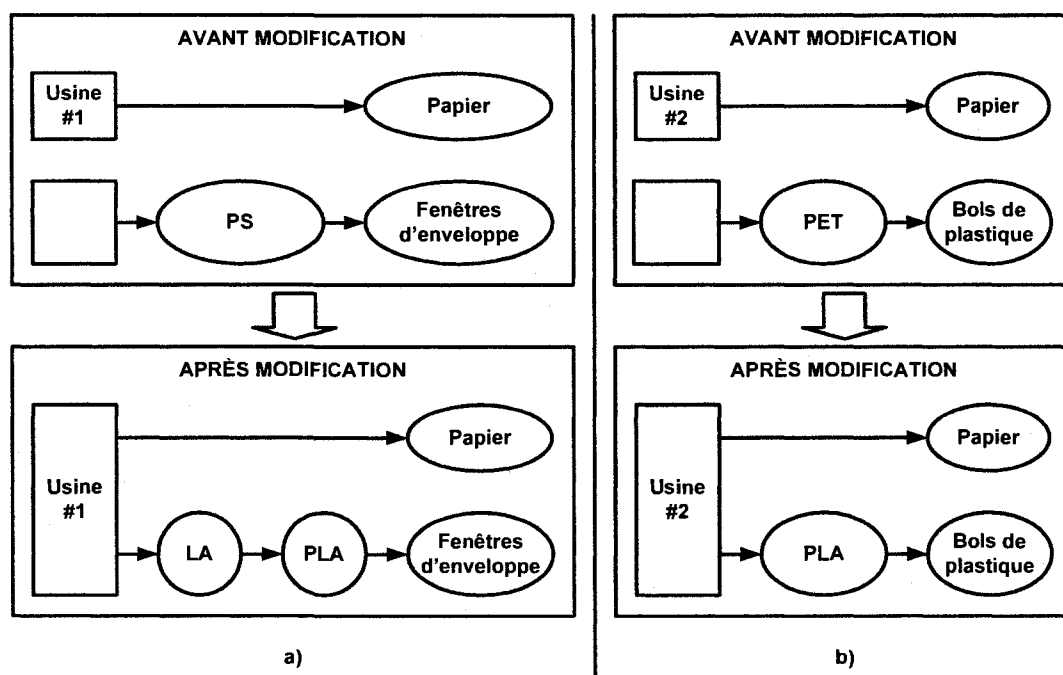 AVANT MODIFICATION
Usine
#1
Papier
PS
Fenêtres
d'enveloppe
APRÈS MODIFICATION
Usine
#1
Papier
LA
PLA
Fenêtres
d'enveloppe
a)
AVANT MODIFICATION
Usine
#2
Papier
PET
Bols de
plastique
APRÈS MODIFICATION
Usine
#2
Papier
PLA
Bols de
plastique
b)